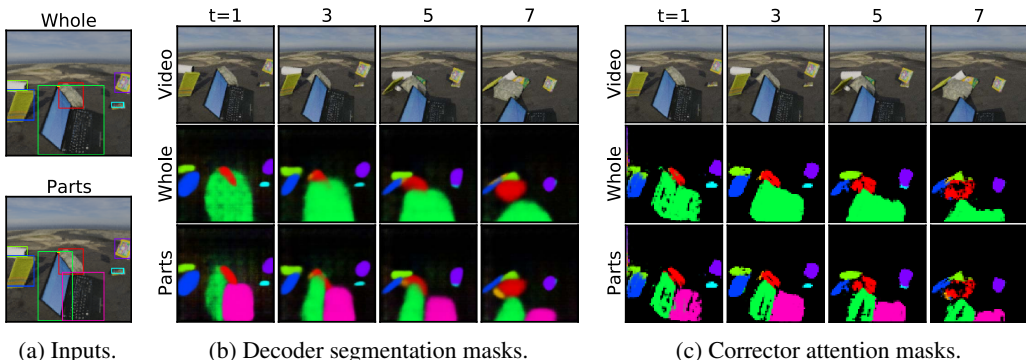 Whole
Parts
(a) Inputs.
t=1 3 5 7
Video
Whole
Parts
(b) Decoder segmentation masks.
t=1 3 5 7
Video
Whole
Parts
(c) Corrector attention masks.